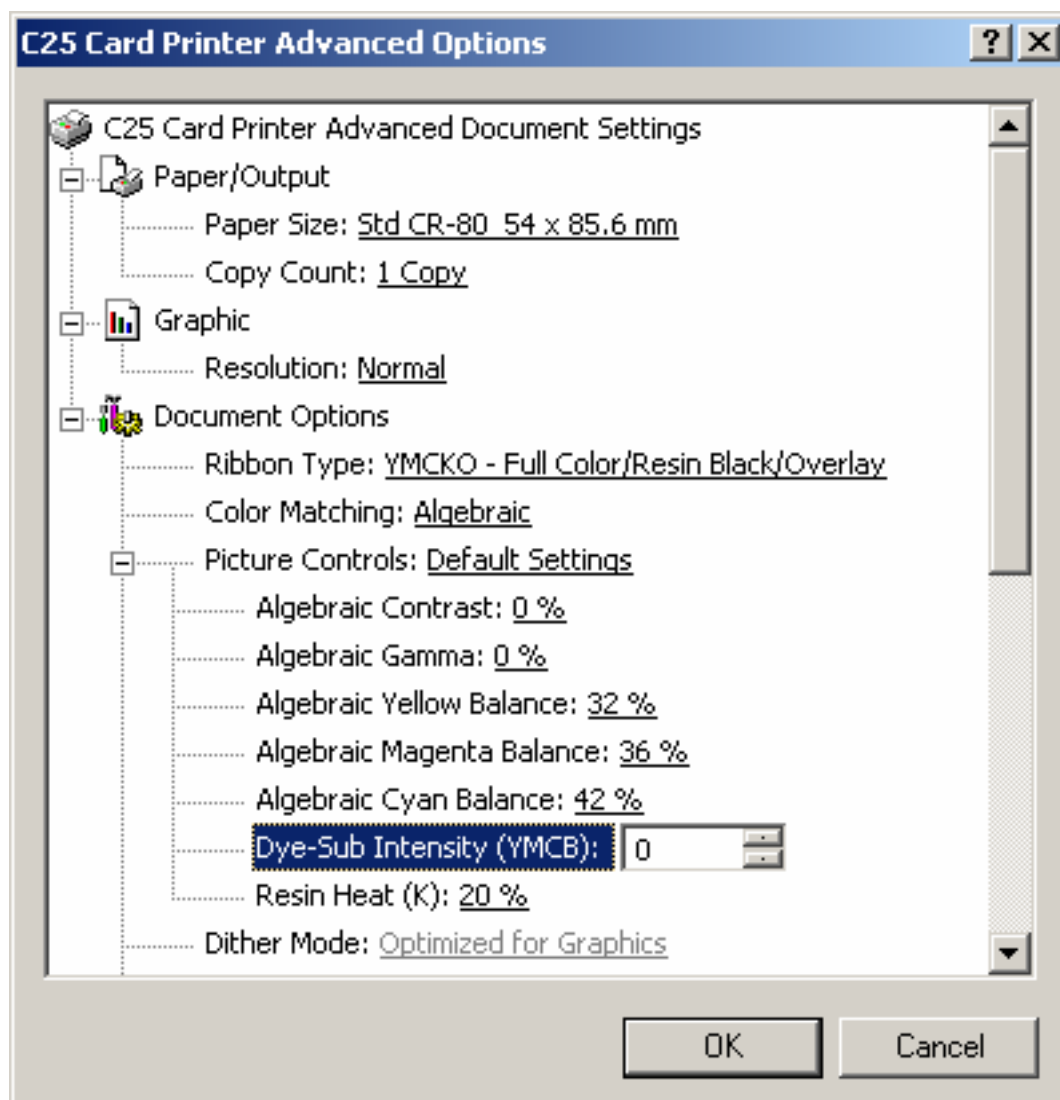 C25 Card Printer Advanced Options
C25 Card Printer Advanced Document Settings
Paper/Output
Paper Size: Std CR-80 54 x 85.6 mm
Copy Count: 1 Copy
Graphic
Resolution: Normal
Document Options
Ribbon Type: YMCKO - Full Color/Resin Black/Overlay
Color Matching: Algebraic
Picture Controls: Default Settings
Algebraic Contrast: 0 %
Algebraic Gamma: 0 %
Algebraic Yellow Balance: 32 %
Algebraic Magenta Balance: 36 %
Algebraic Cyan Balance: 42 %
Dye-Sub Intensity (YMCB): 0
Resin Heat (K): 20 %
Dither Mode: Optimized for Graphics
OK Cancel